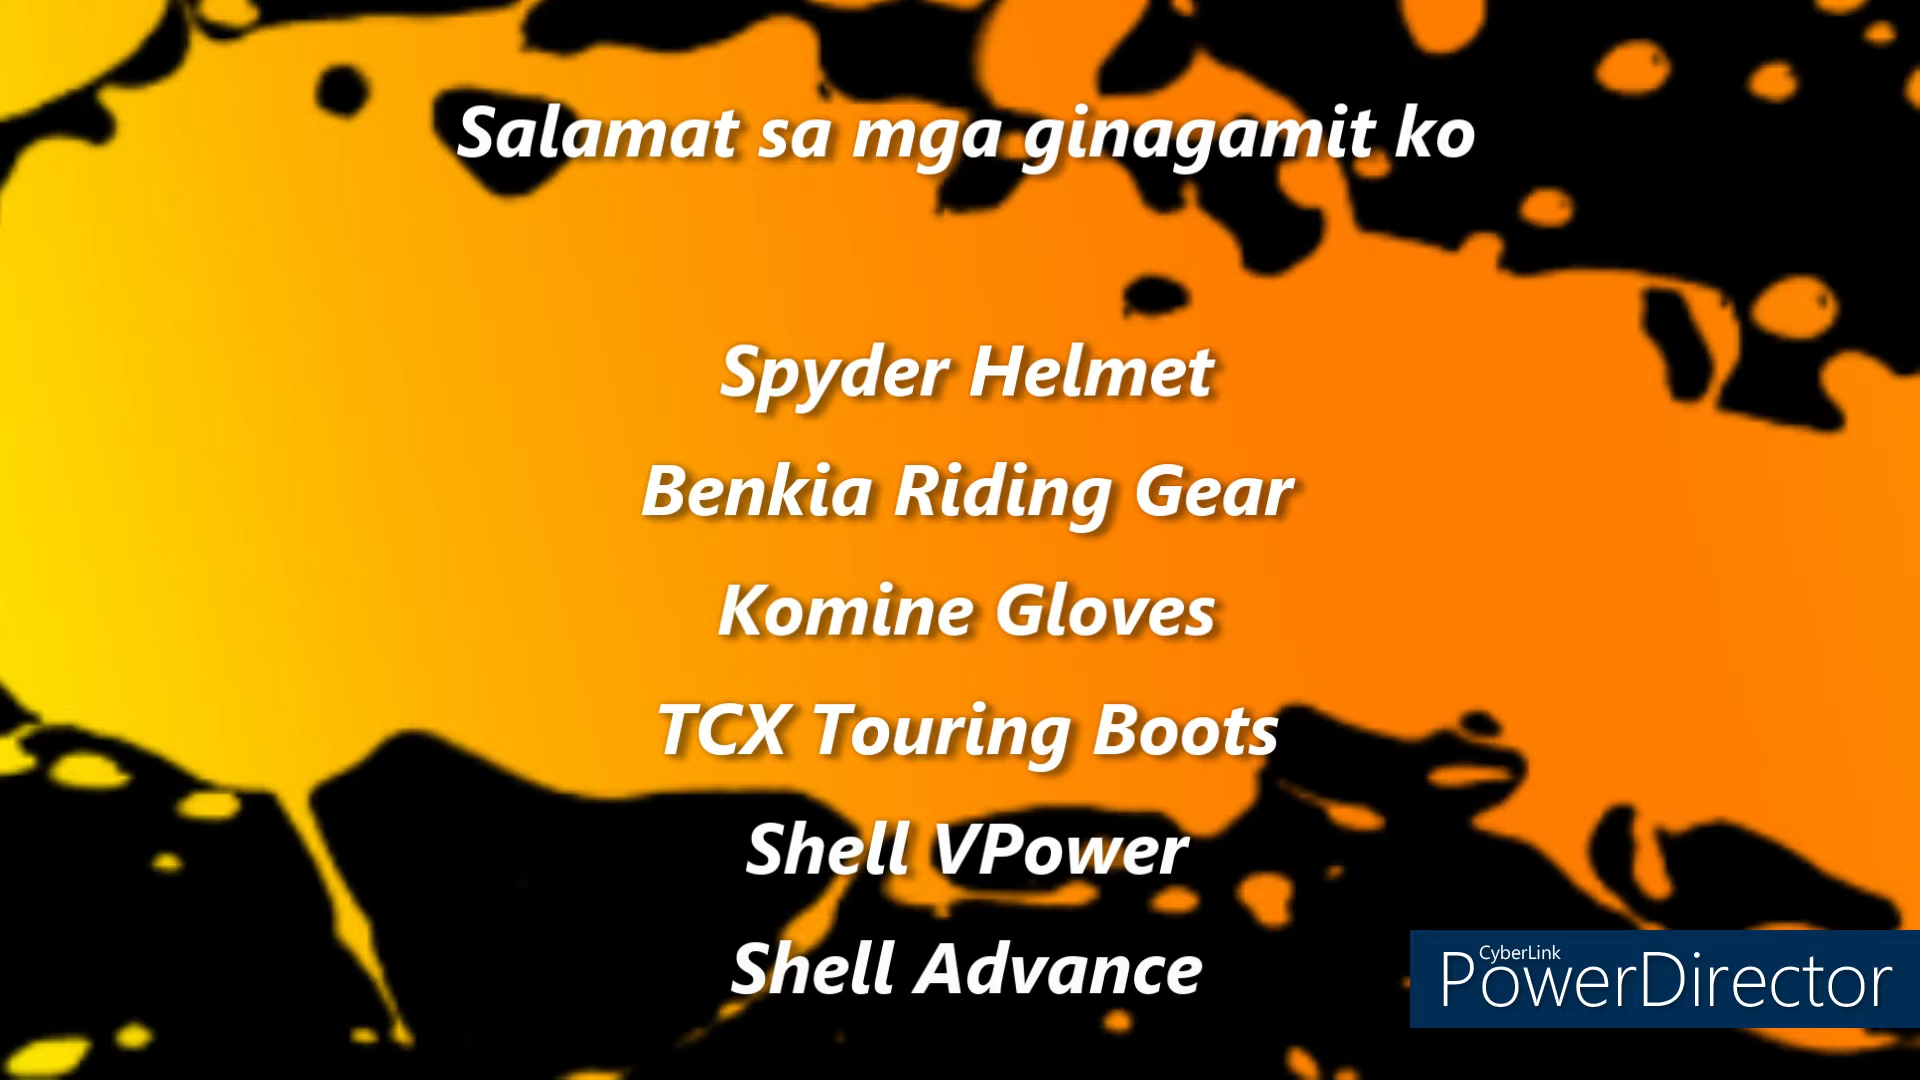 Salamat sa mga ginagamit ko
Spyder Helmet
Benkia Riding Gear
Komine Gloves
TCX Touring Boots
Shell VPower
Shell Advance
CyberLink
PowerDirector